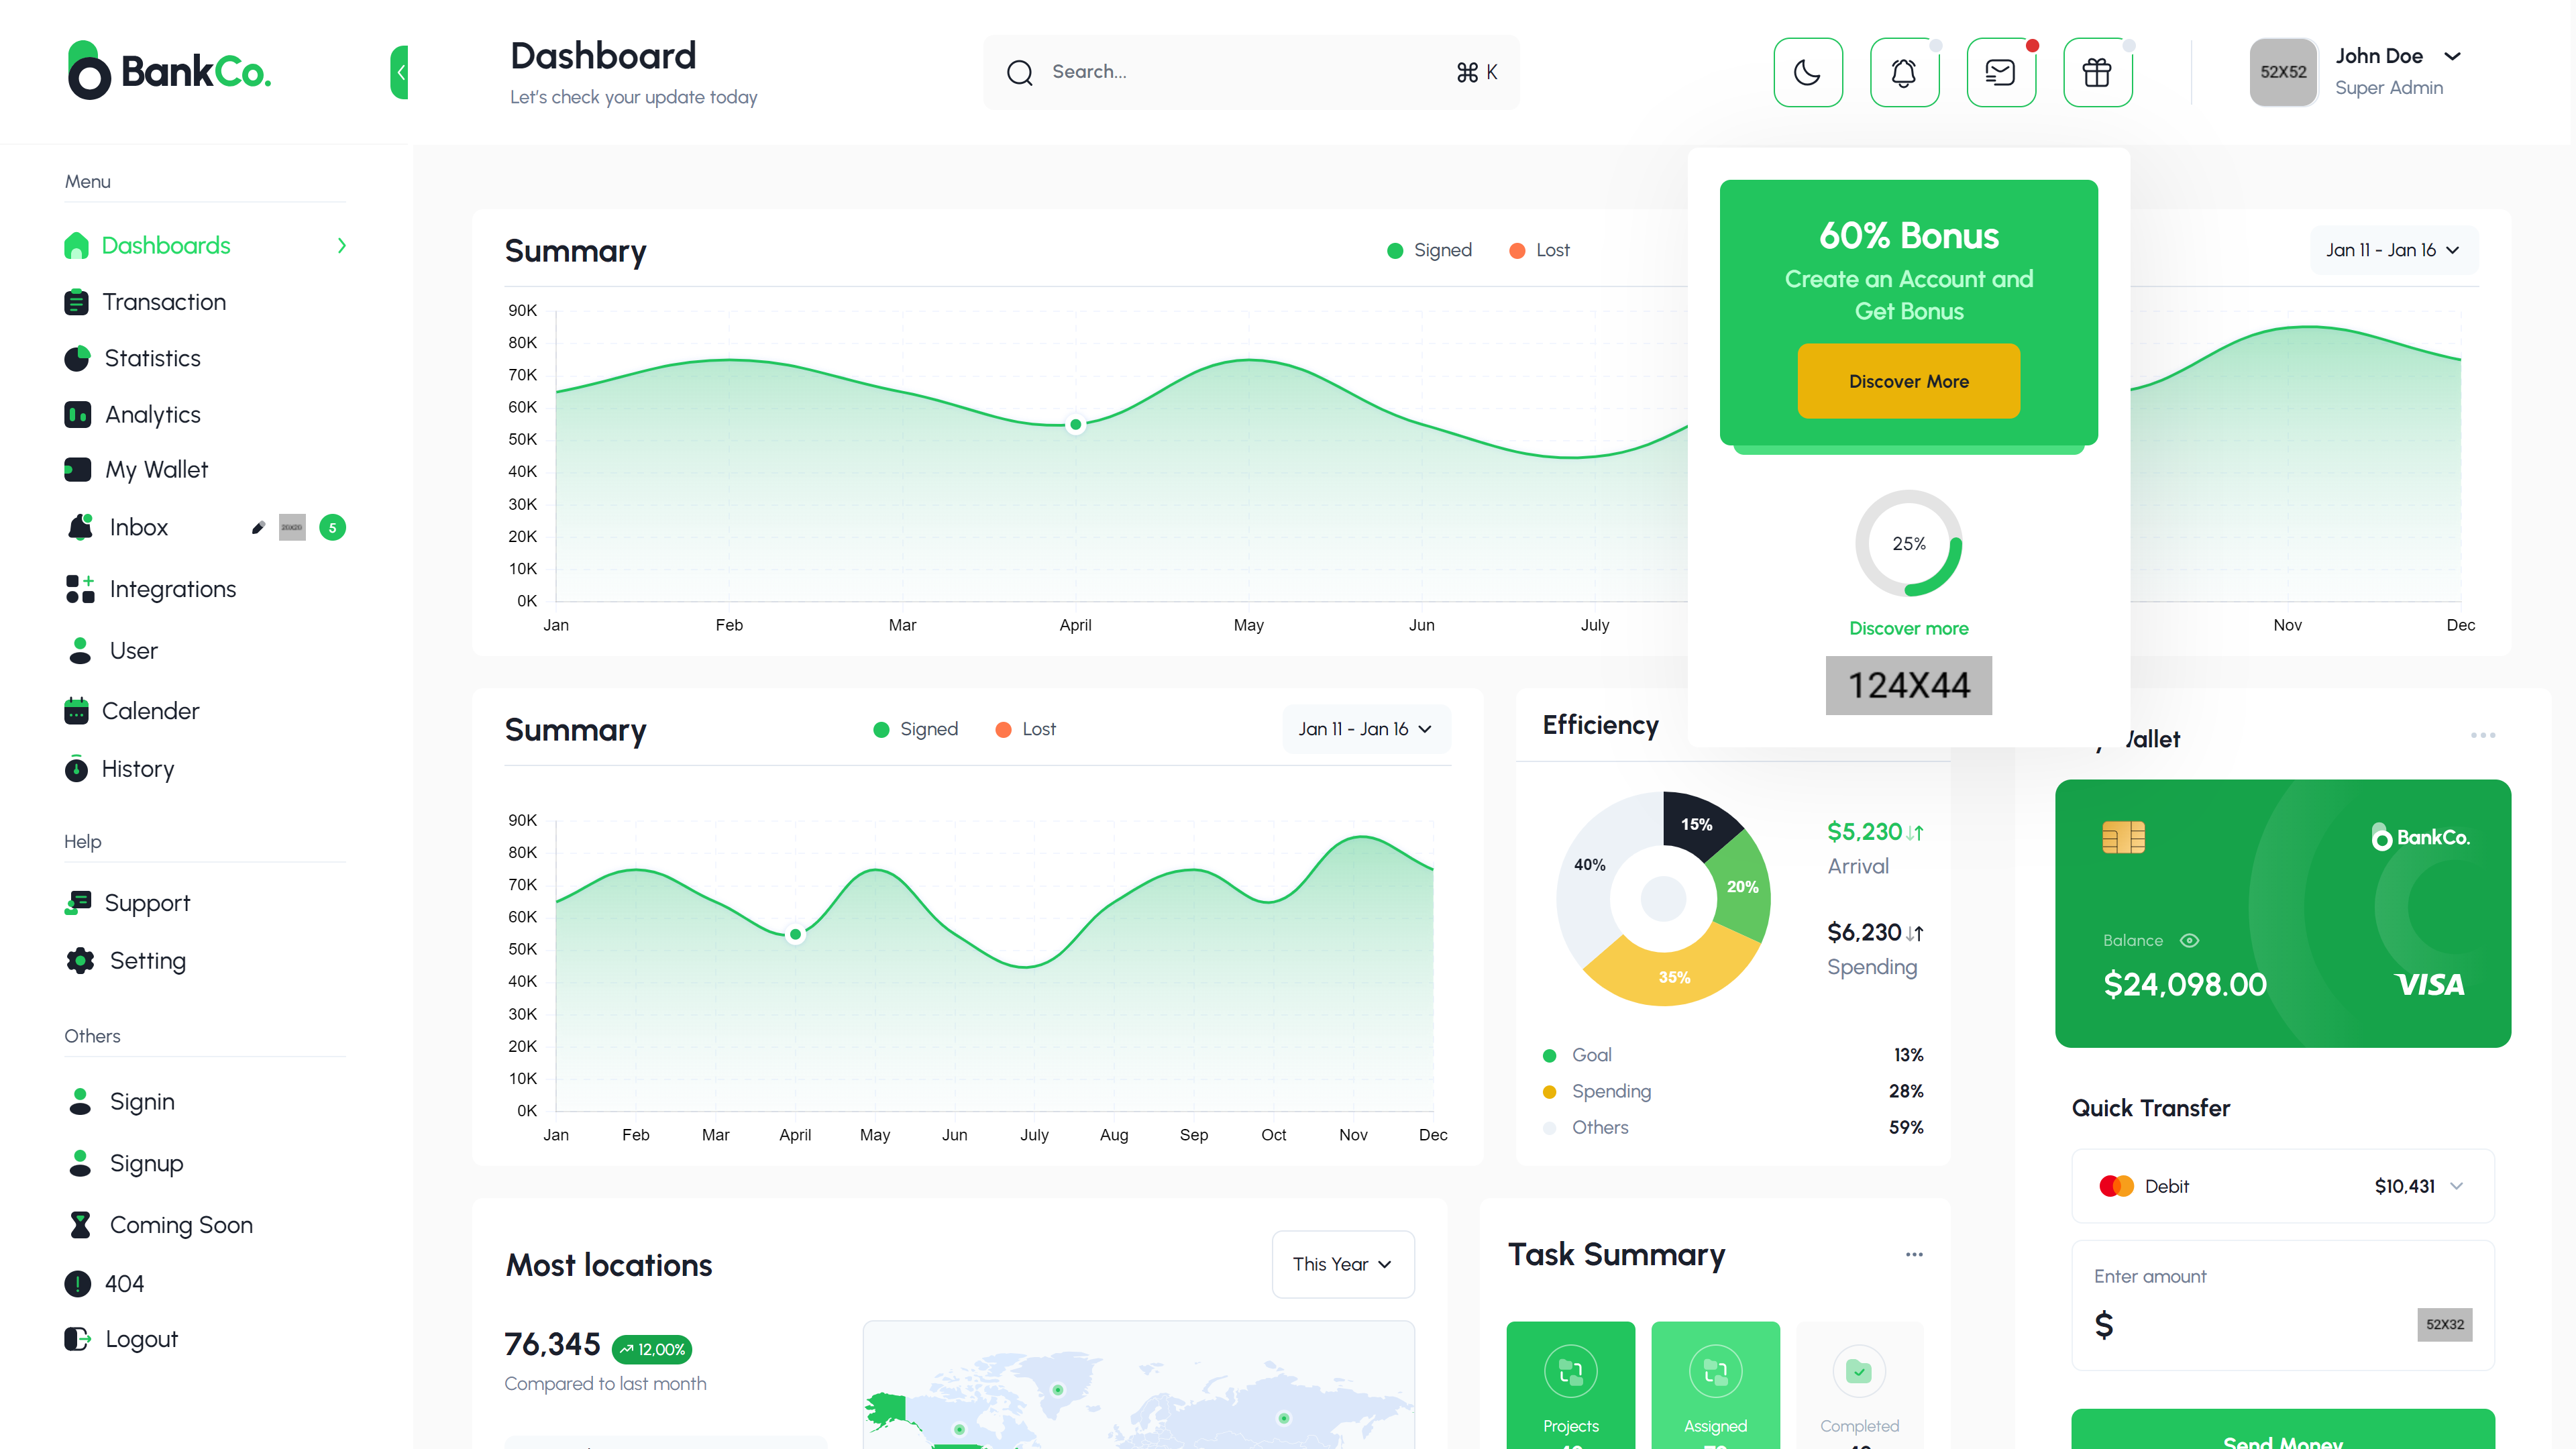 BankCo.
Dashboard
Let's check your update today
Search...
⌘ K
52X52
John Doe
Super Admin
Menu
Dashboards
Transaction
Statistics
Analytics
My Wallet
Inbox
20X20
5
Integrations
User
Calender
History
Help
Support
Setting
Others
Signin
Signup
Coming Soon
404
Logout
Summary
Signed
Lost
Jan 11 - Jan 16
90K
80K
70K
60K
50K
40K
30K
20K
10K
0K
Jan
Feb
Mar
April
May
Jun
July
Nov
Dec
60% Bonus
Create an Account and
Get Bonus
Discover More
25%
Discover more
124X44
Summary
Signed
Lost
Jan 11 - Jan 16
90K
80K
70K
60K
50K
40K
30K
20K
10K
0K
Jan
Feb
Mar
April
May
Jun
July
Aug
Sep
Oct
Nov
Dec
Efficiency
15%
20%
35%
40%
$5,230
Arrival
$6,230
Spending
Goal 13%
Spending 28%
Others 59%
BankCo.
Balance
$24,098.00
VISA
Quick Transfer
Debit
$10,431
Enter amount
$
52X32
Send Money
Most locations
This Year
76,345
12,00%
Compared to last month
Task Summary
Projects
Assigned
Completed